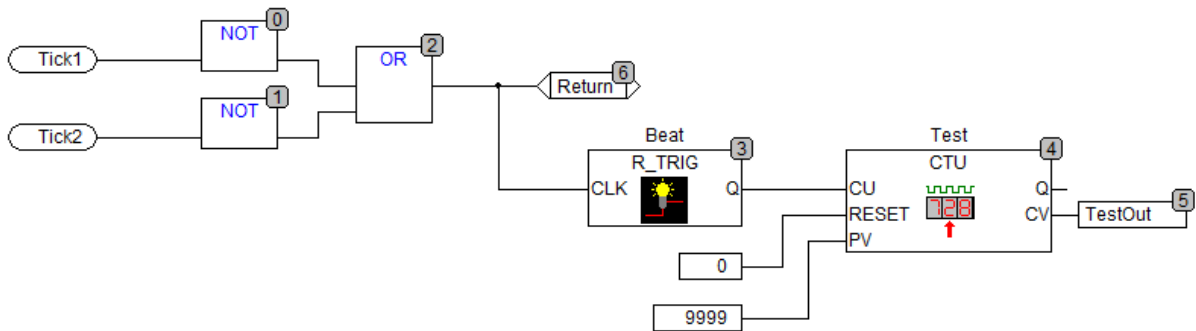 NOT 0
OR 2
Tick1
Return 6
NOT 1
Tick2
Beat
R_TRIG 3
CLK Q
Test
CTU 4
CU Q
RESET CV
PV
728
TestOut 5
0
9999